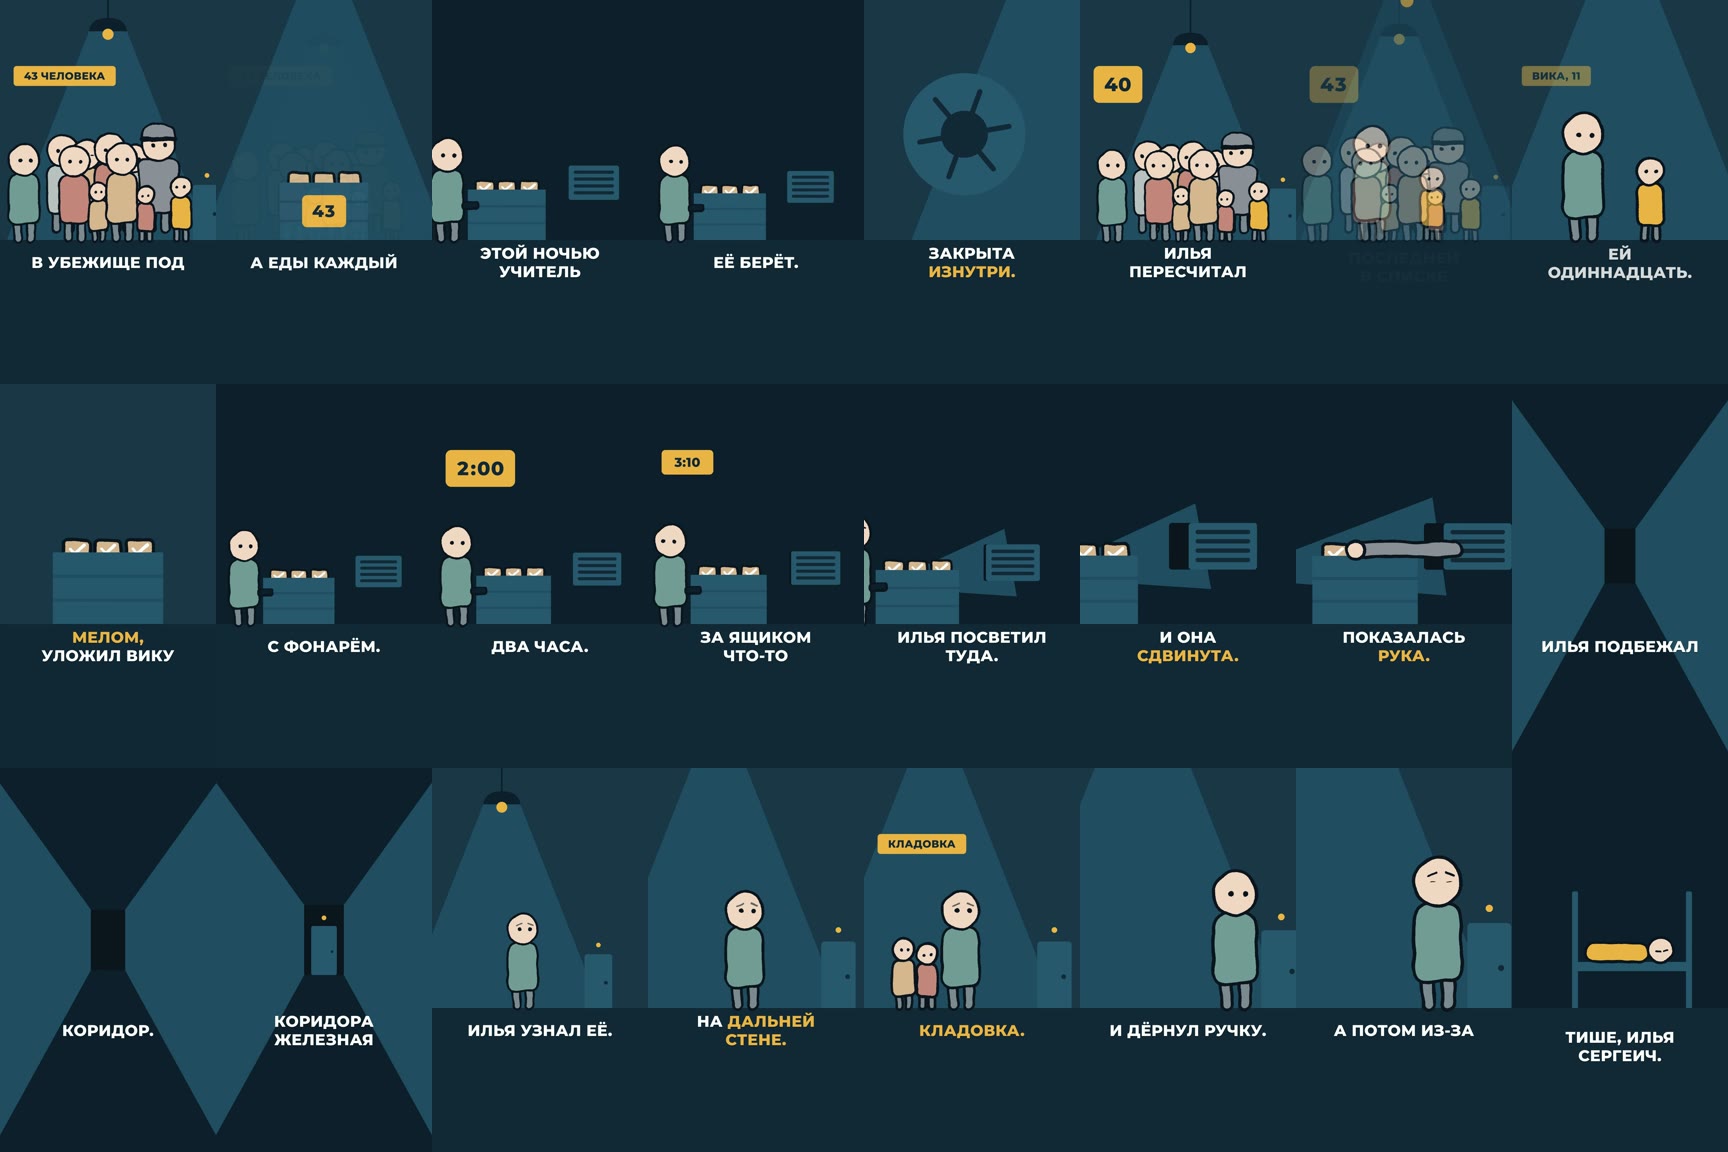 43 ЧЕЛОВЕКА
В УБЕЖИЩЕ ПОД
43
А ЕДЫ КАЖДЫЙ
ЭТОЙ НОЧЬЮ
УЧИТЕЛЬ
ЕЁ БЕРЁТ.
ЗАКРЫТА
ИЗНУТРИ.
40
ИЛЬЯ
ПЕРЕСЧИТАЛ
43
ПОСЛЕДНЕЙ
В СПИСКЕ
ВИКА, 11
ЕЙ
ОДИННАДЦАТЬ.
МЕЛОМ,
УЛОЖИЛ ВИКУ
С ФОНАРЁМ.
2:00
ДВА ЧАСА.
3:10
ЗА ЯЩИКОМ
ЧТО-ТО
ИЛЬЯ ПОСВЕТИЛ
ТУДА.
И ОНА
СДВИНУТА.
ПОКАЗАЛАСЬ
РУКА.
ИЛЬЯ ПОДБЕЖАЛ
КОРИДОР.
КОРИДОРА
ЖЕЛЕЗНАЯ
ИЛЬЯ УЗНАЛ ЕЁ.
НА ДАЛЬНЕЙ
СТЕНЕ.
КЛАДОВКА
КЛАДОВКА.
И ДЁРНУЛ РУЧКУ.
А ПОТОМ ИЗ-ЗА
ТИШЕ, ИЛЬЯ
СЕРГЕИЧ.